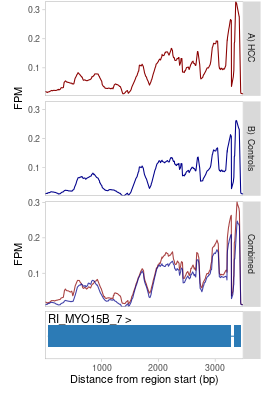 0.3
0.2
0.1
A) HCC
FPM
0.3
0.2
0.1
B) Controls
0.3
0.2
0.1
Combined
FPM
RI_MYO15B_7 >
1000 2000 3000
Distance from region start (bp)